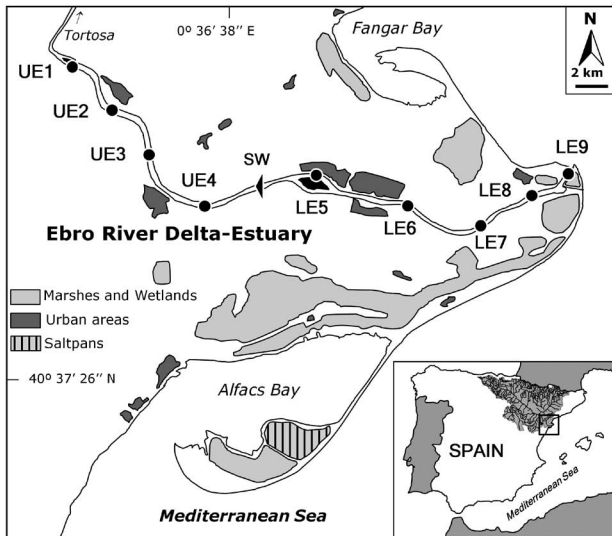 Tortosa
0º 36' 38'' E
Fangar Bay
N
2 km
UE1
UE2
UE3
UE4
SW
LE5
LE6
LE7
LE8
LE9
Ebro River Delta-Estuary
Marshes and Wetlands
Urban areas
Saltpans
40º 37' 26'' N
Alfacs Bay
Mediterranean Sea
SPAIN
Mediterranean Sea